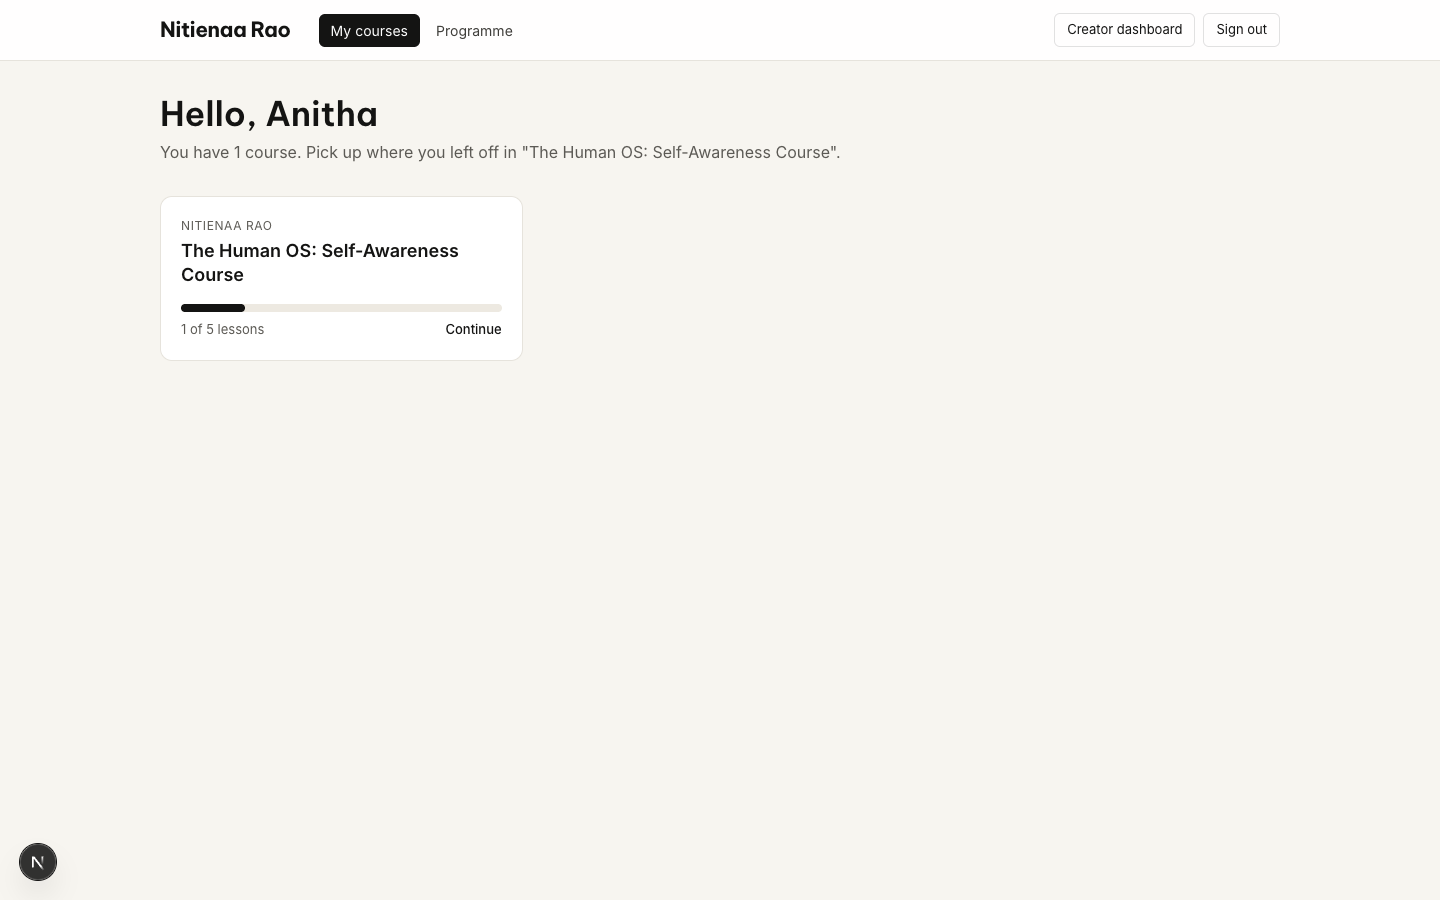 Nitienaa Rao
My courses
Programme
Creator dashboard
Sign out
Hello, Anitha
You have 1 course. Pick up where you left off in "The Human OS: Self-Awareness Course".
NITIENAA RAO
The Human OS: Self-Awareness
Course
1 of 5 lessons
Continue
N